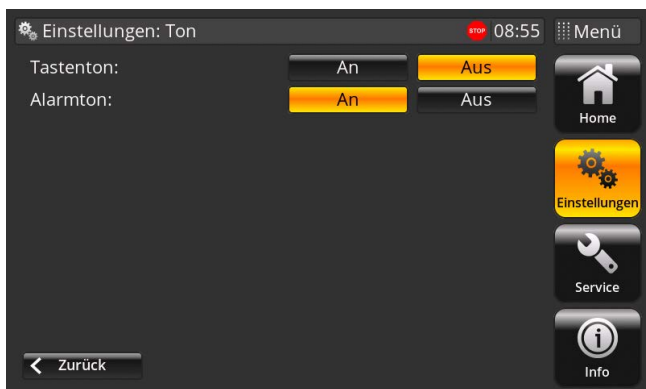 Einstellungen: Ton
STOP
08:55
Menü
Tastenton:
An
Aus
Alarmton:
An
Aus
Home
Einstellungen
Service
Info
Zurück